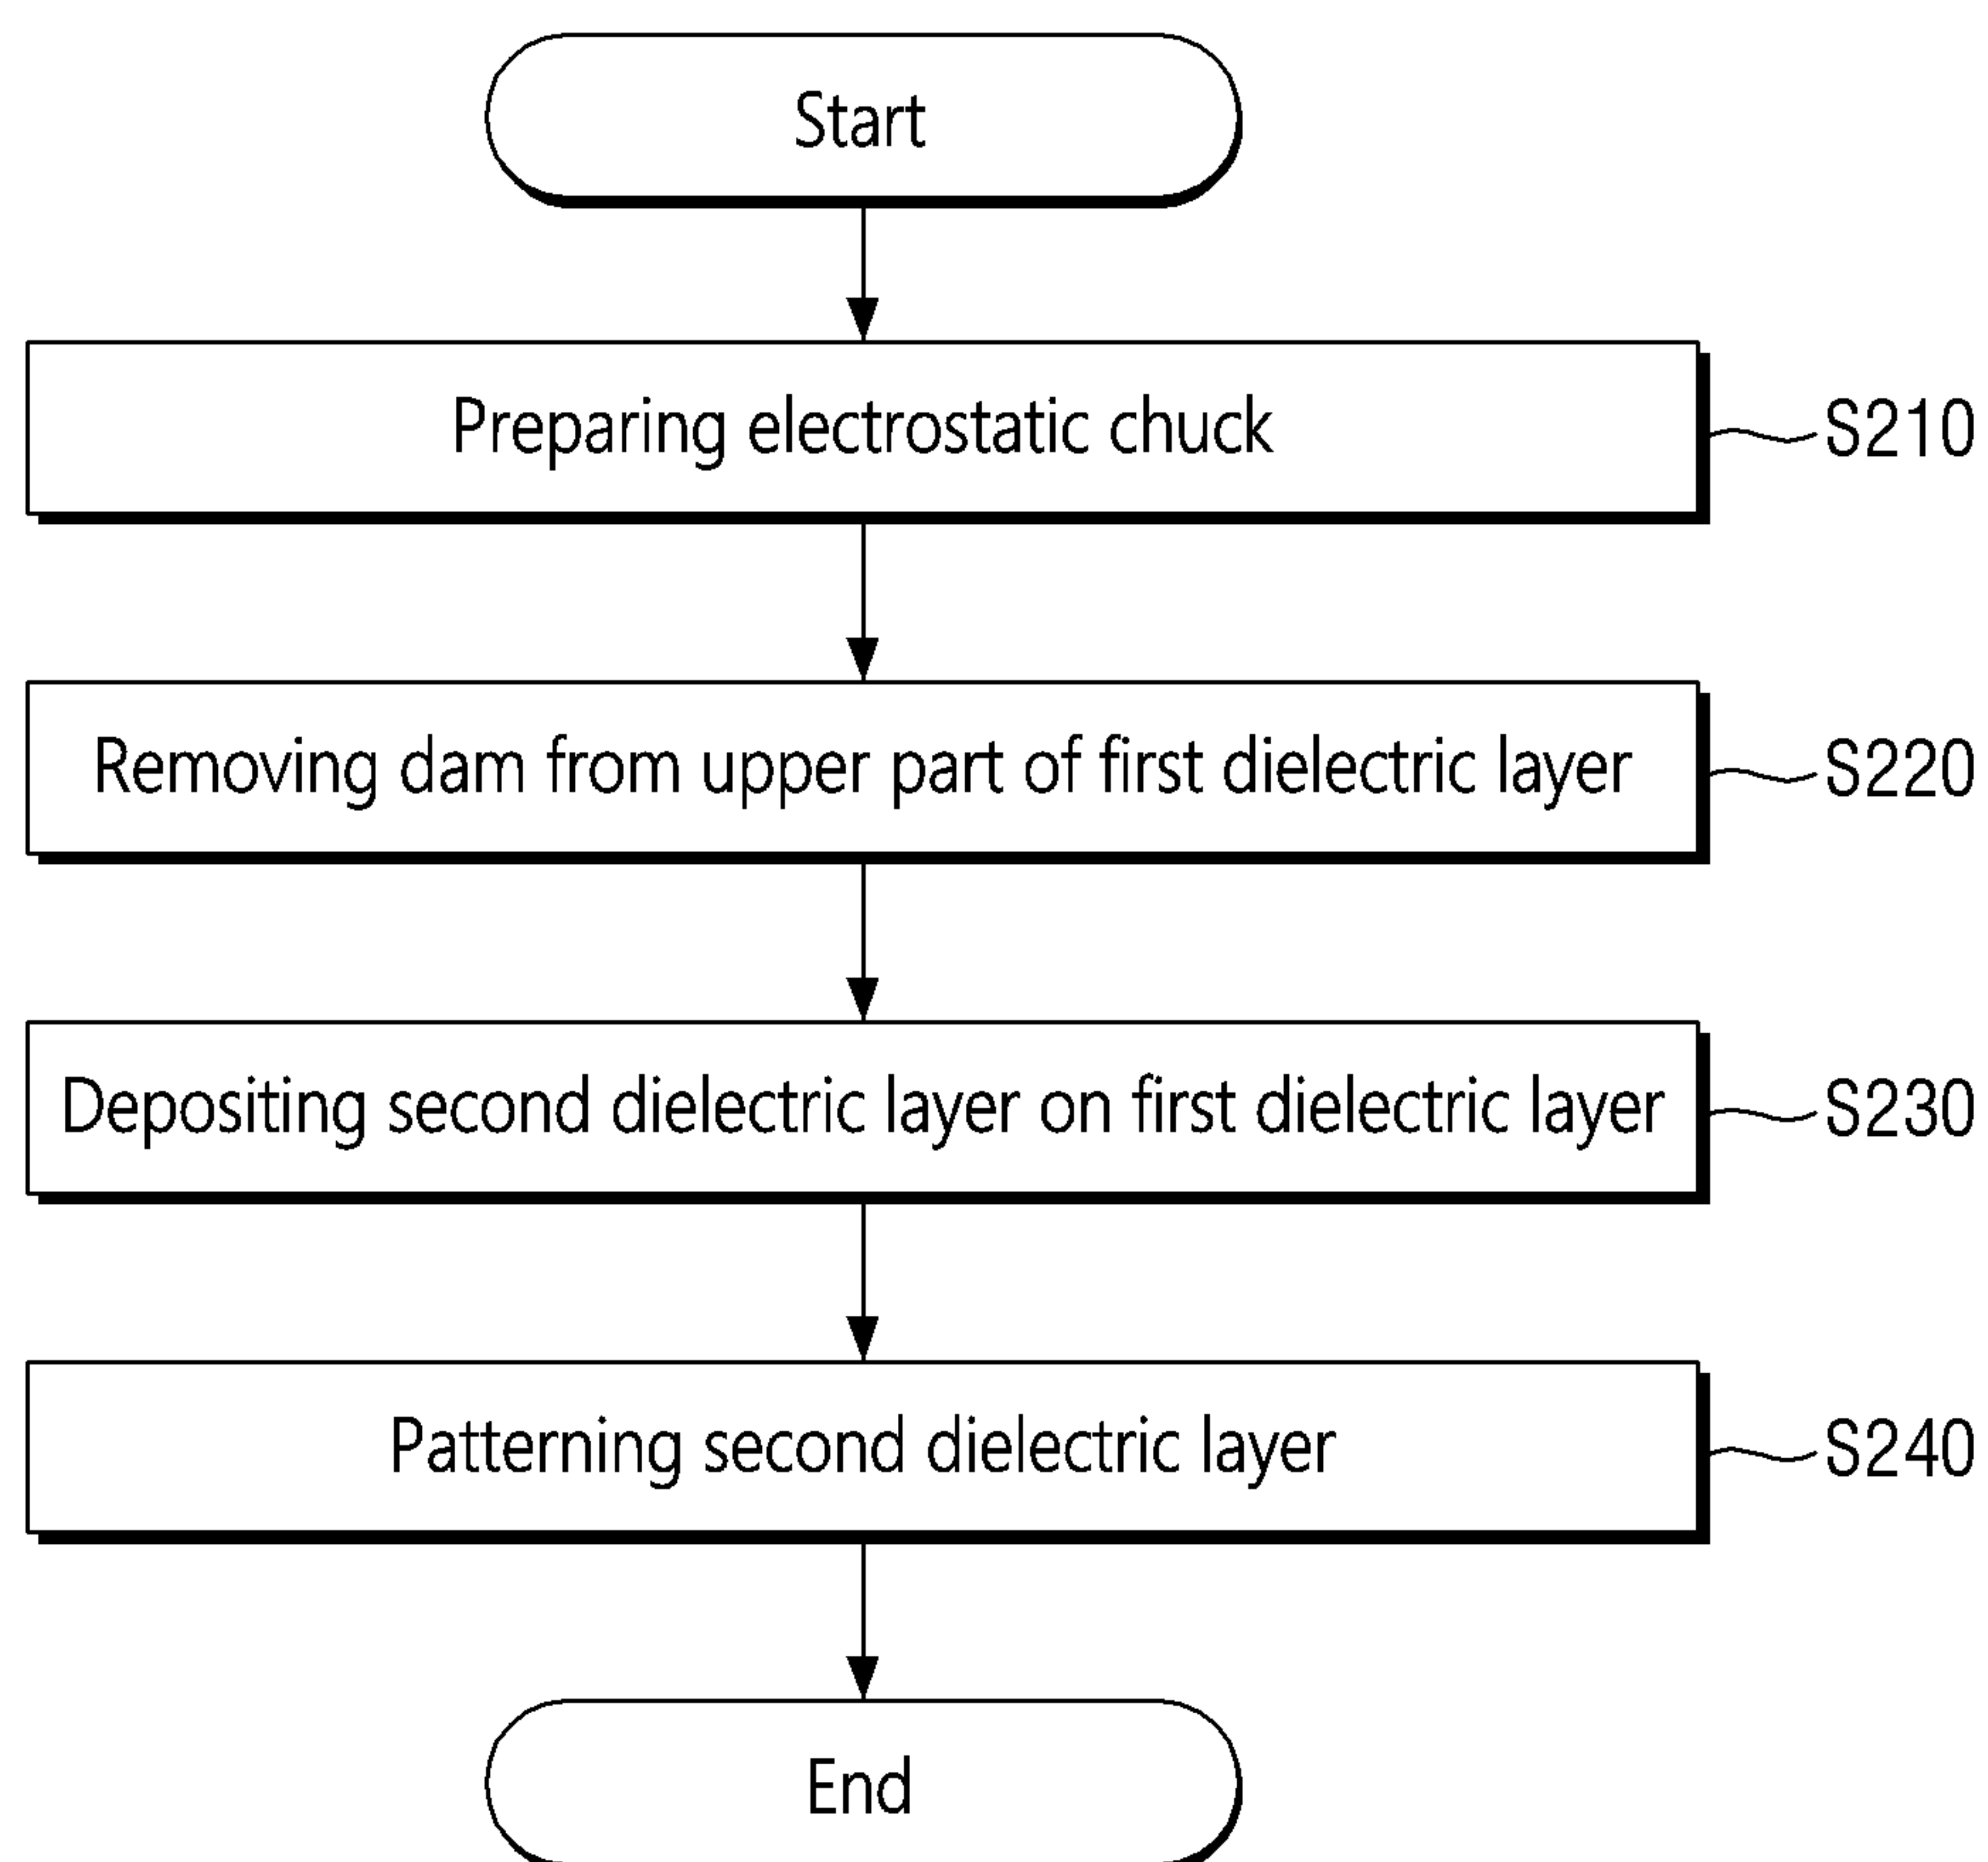 Start
Preparing electrostatic chuck
S210
Removing dam from upper part of first dielectric layer
S220
Depositing second dielectric layer on first dielectric layer
S230
Patterning second dielectric layer
S240
End